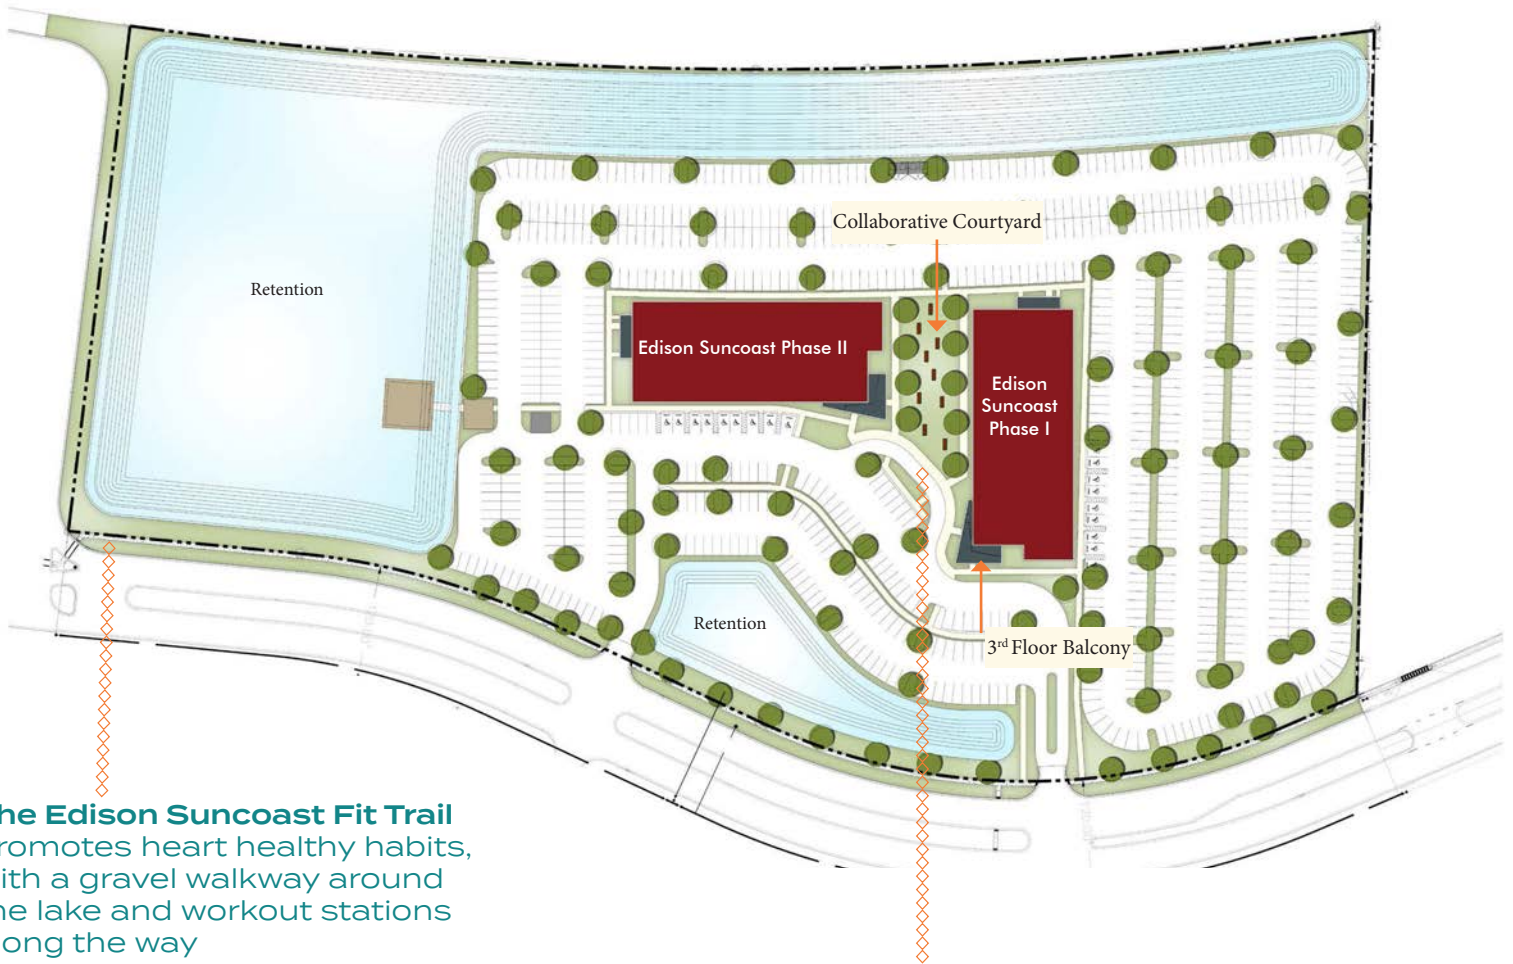 Collaborative Courtyard
Retention
Edison Suncoast Phase II
Edison
Suncoast
Phase I
Retention
3rd Floor Balcony
he Edison Suncoast Fit Trail
romotes heart healthy habits,
ith a gravel walkway around
he lake and workout stations
ong the way